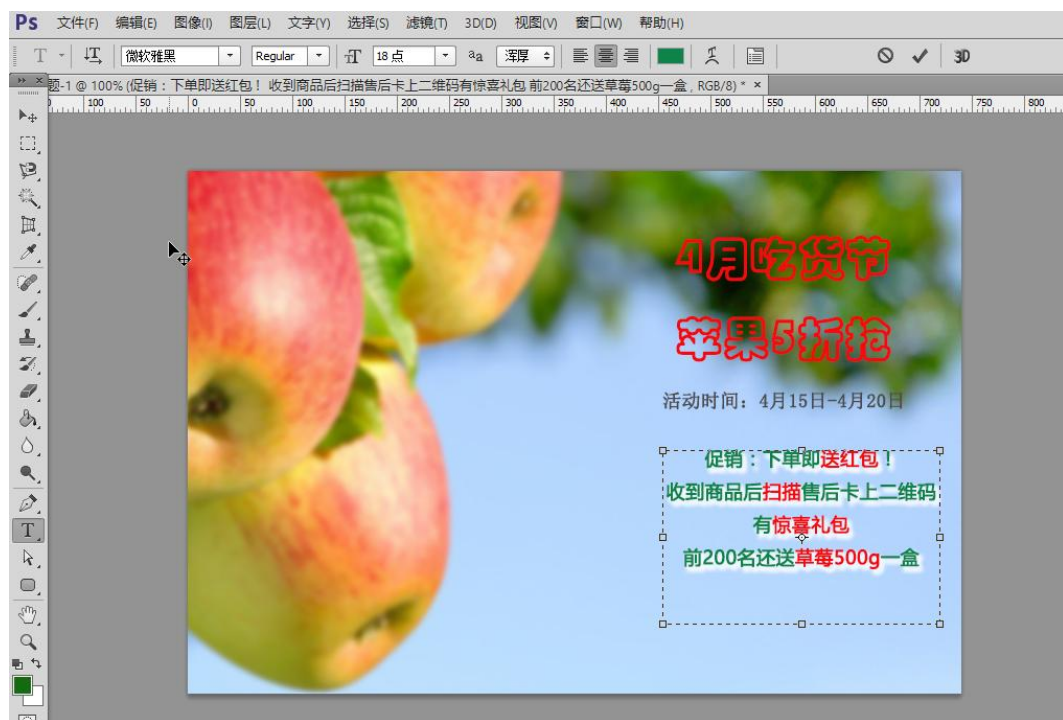 Ps 文件(F) 编辑(E) 图像(I) 图层(L) 文字(Y) 选择(S) 滤镜(T) 3D(D) 视图(V) 窗口(W) 帮助(H)
T 微软雅黑 Regular 18 点 aa 浑厚 3D
题-1 @ 100% (促销：下单即送红包！ 收到商品后扫描售后卡上二维码有惊喜礼包 前200名还送草莓500g一盒 , RGB/8) * ×
100 50 0 50 100 150 200 250 300 350 400 450 500 550 600 650 700 750 800
4月吃货节
苹果5折抢
活动时间：4月15日-4月20日
促销：下单即送红包！
收到商品后扫描售后卡上二维码
有惊喜礼包
前200名还送草莓500g一盒